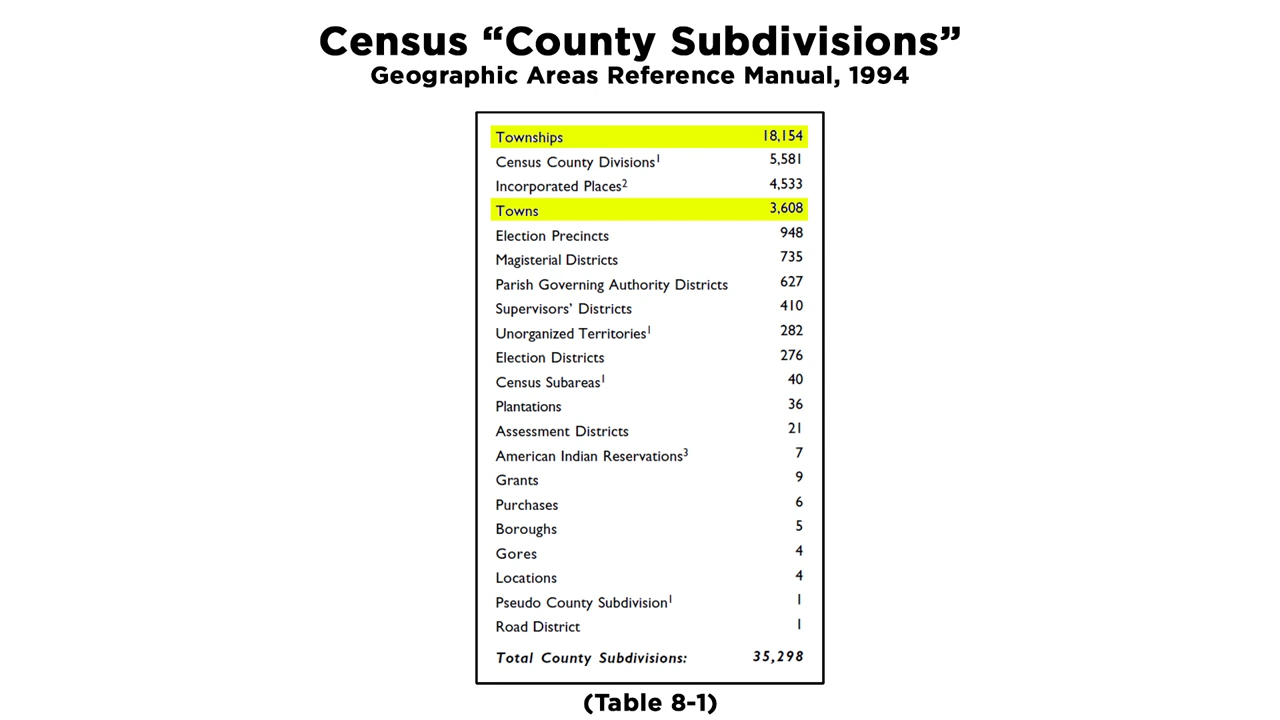 Census “County Subdivisions”
Geographic Areas Reference Manual, 1994
Townships 18,154
Census County Divisions¹ 5,581
Incorporated Places² 4,533
Towns 3,608
Election Precincts 948
Magisterial Districts 735
Parish Governing Authority Districts 627
Supervisors’ Districts 410
Unorganized Territories¹ 282
Election Districts 276
Census Subareas¹ 40
Plantations 36
Assessment Districts 21
American Indian Reservations³ 7
Grants 9
Purchases 6
Boroughs 5
Gores 4
Locations 4
Pseudo County Subdivision¹ 1
Road District 1
Total County Subdivisions: 35,298
(Table 8-1)